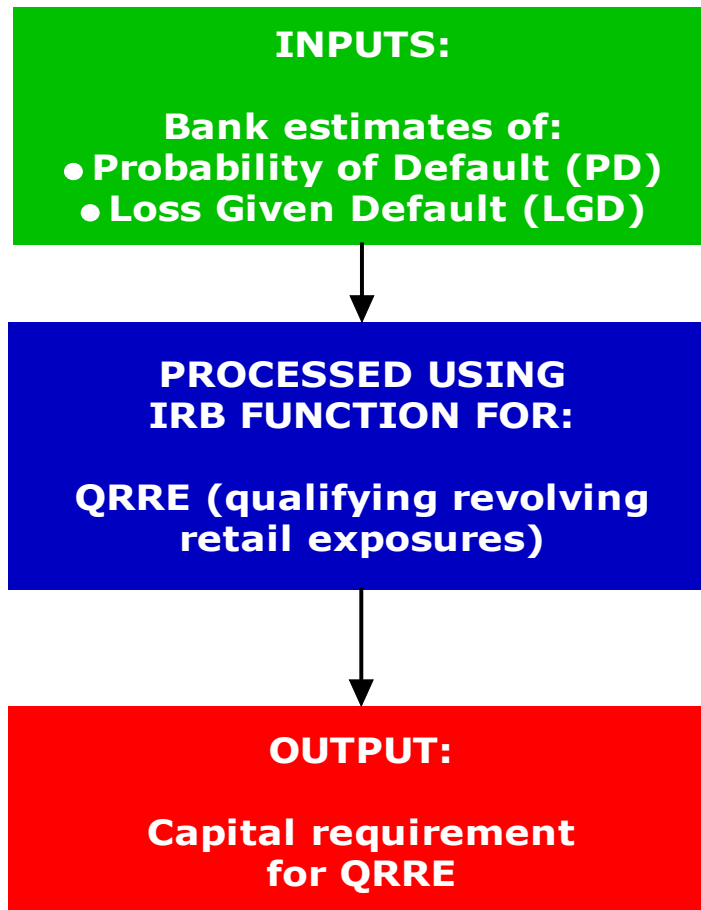 INPUTS:
Bank estimates of:
● Probability of Default (PD)
● Loss Given Default (LGD)
PROCESSED USING
IRB FUNCTION FOR:
QRRE (qualifying revolving
retail exposures)
OUTPUT:
Capital requirement
for QRRE